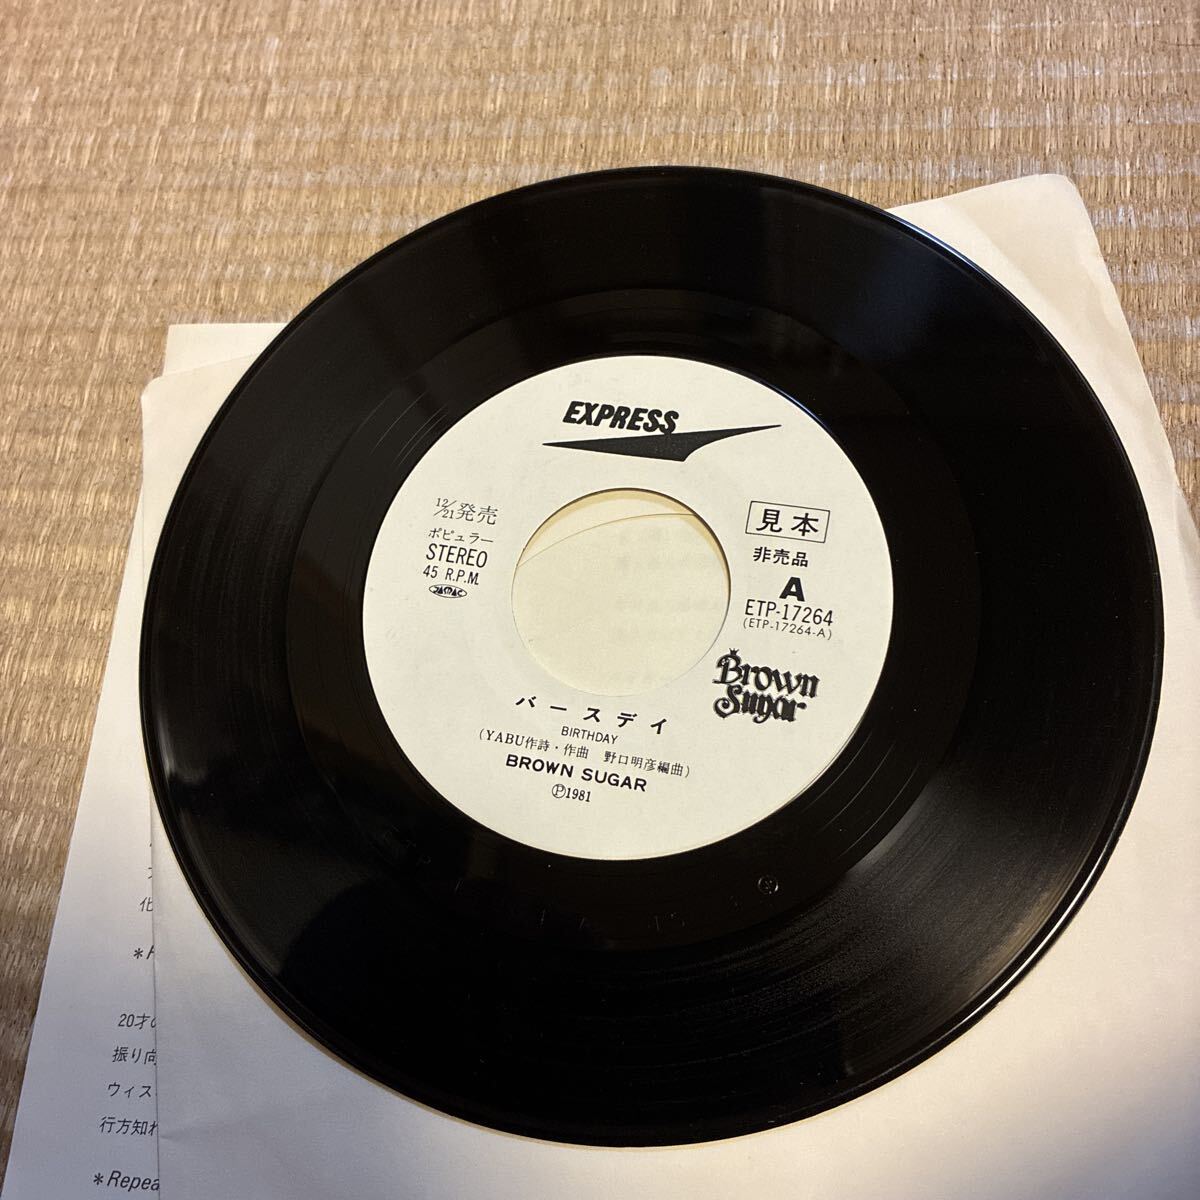 EXPRESS
12/21発売
ポピュラー
STEREO
45 R.P.M.
JASRAC
見本
非売品
A
ETP-17264
(ETP-17264-A)
Brown
Sugar
バースデイ
BIRTHDAY
(YABU作詩・作曲 野口明彦編曲)
BROWN SUGAR
Ⓟ1981
化
*
20才の
振り向
ウィス
行方知れ
*Repea